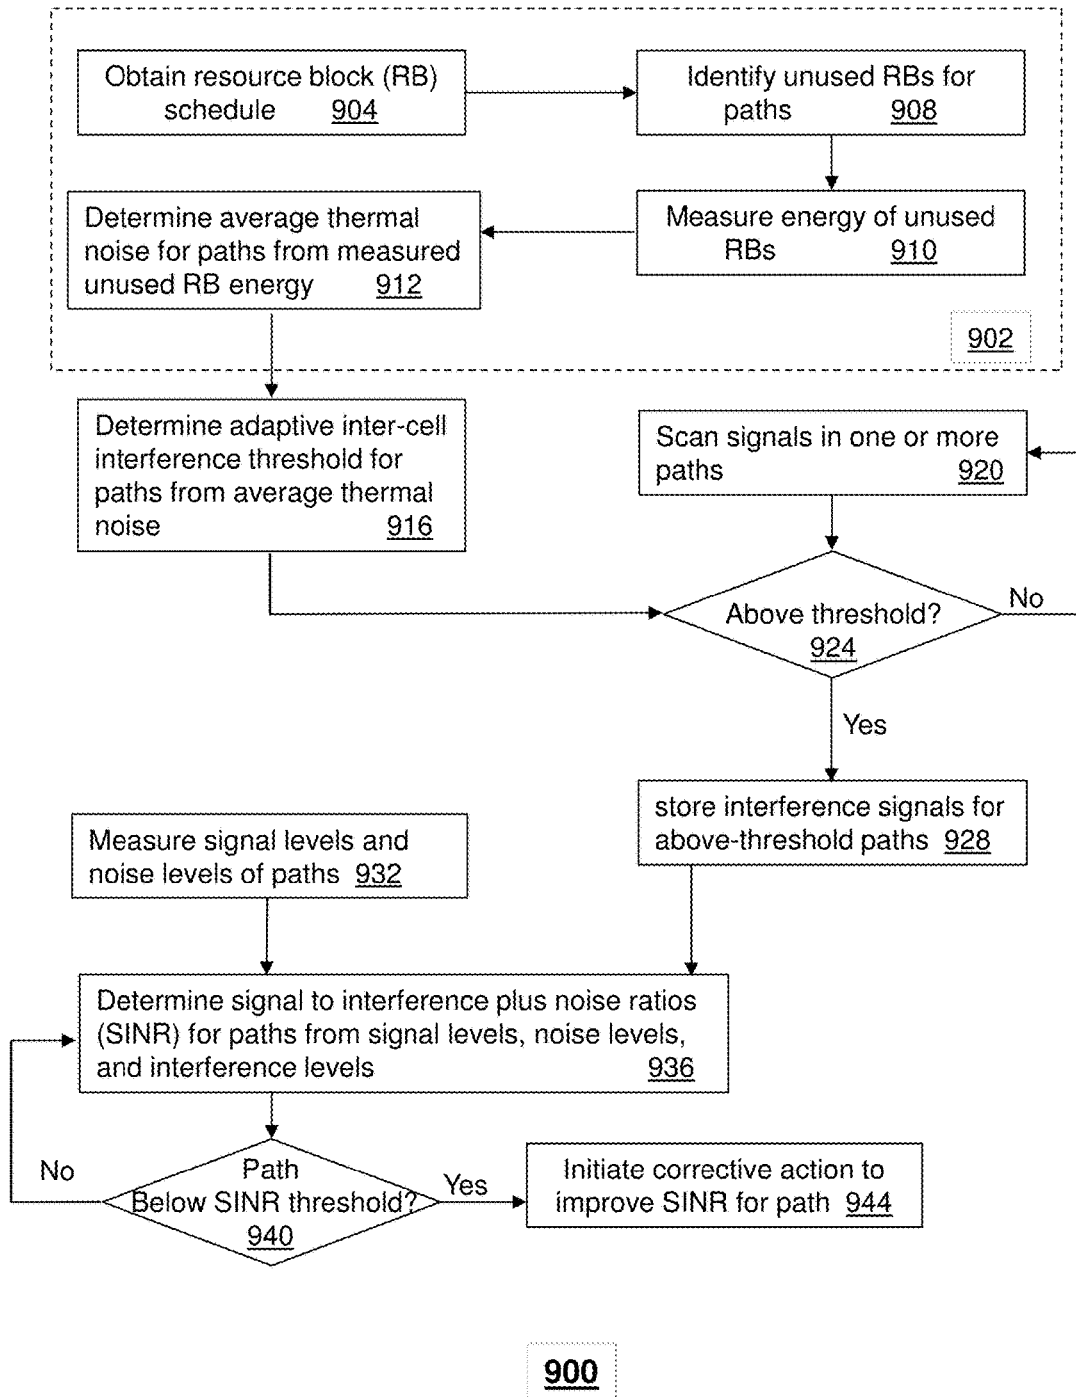 Obtain resource block (RB)
schedule 904
Identify unused RBs for
paths 908
Determine average thermal
noise for paths from measured
unused RB energy 912
Measure energy of unused
RBs 910
902
Determine adaptive inter-cell
interference threshold for
paths from average thermal
noise 916
Scan signals in one or more
paths 920
Above threshold?
924
No
Yes
store interference signals for
above-threshold paths 928
Measure signal levels and
noise levels of paths 932
Determine signal to interference plus noise ratios
(SINR) for paths from signal levels, noise levels,
and interference levels 936
No
Path
Below SINR threshold?
940
Yes
Initiate corrective action to
improve SINR for path 944
900